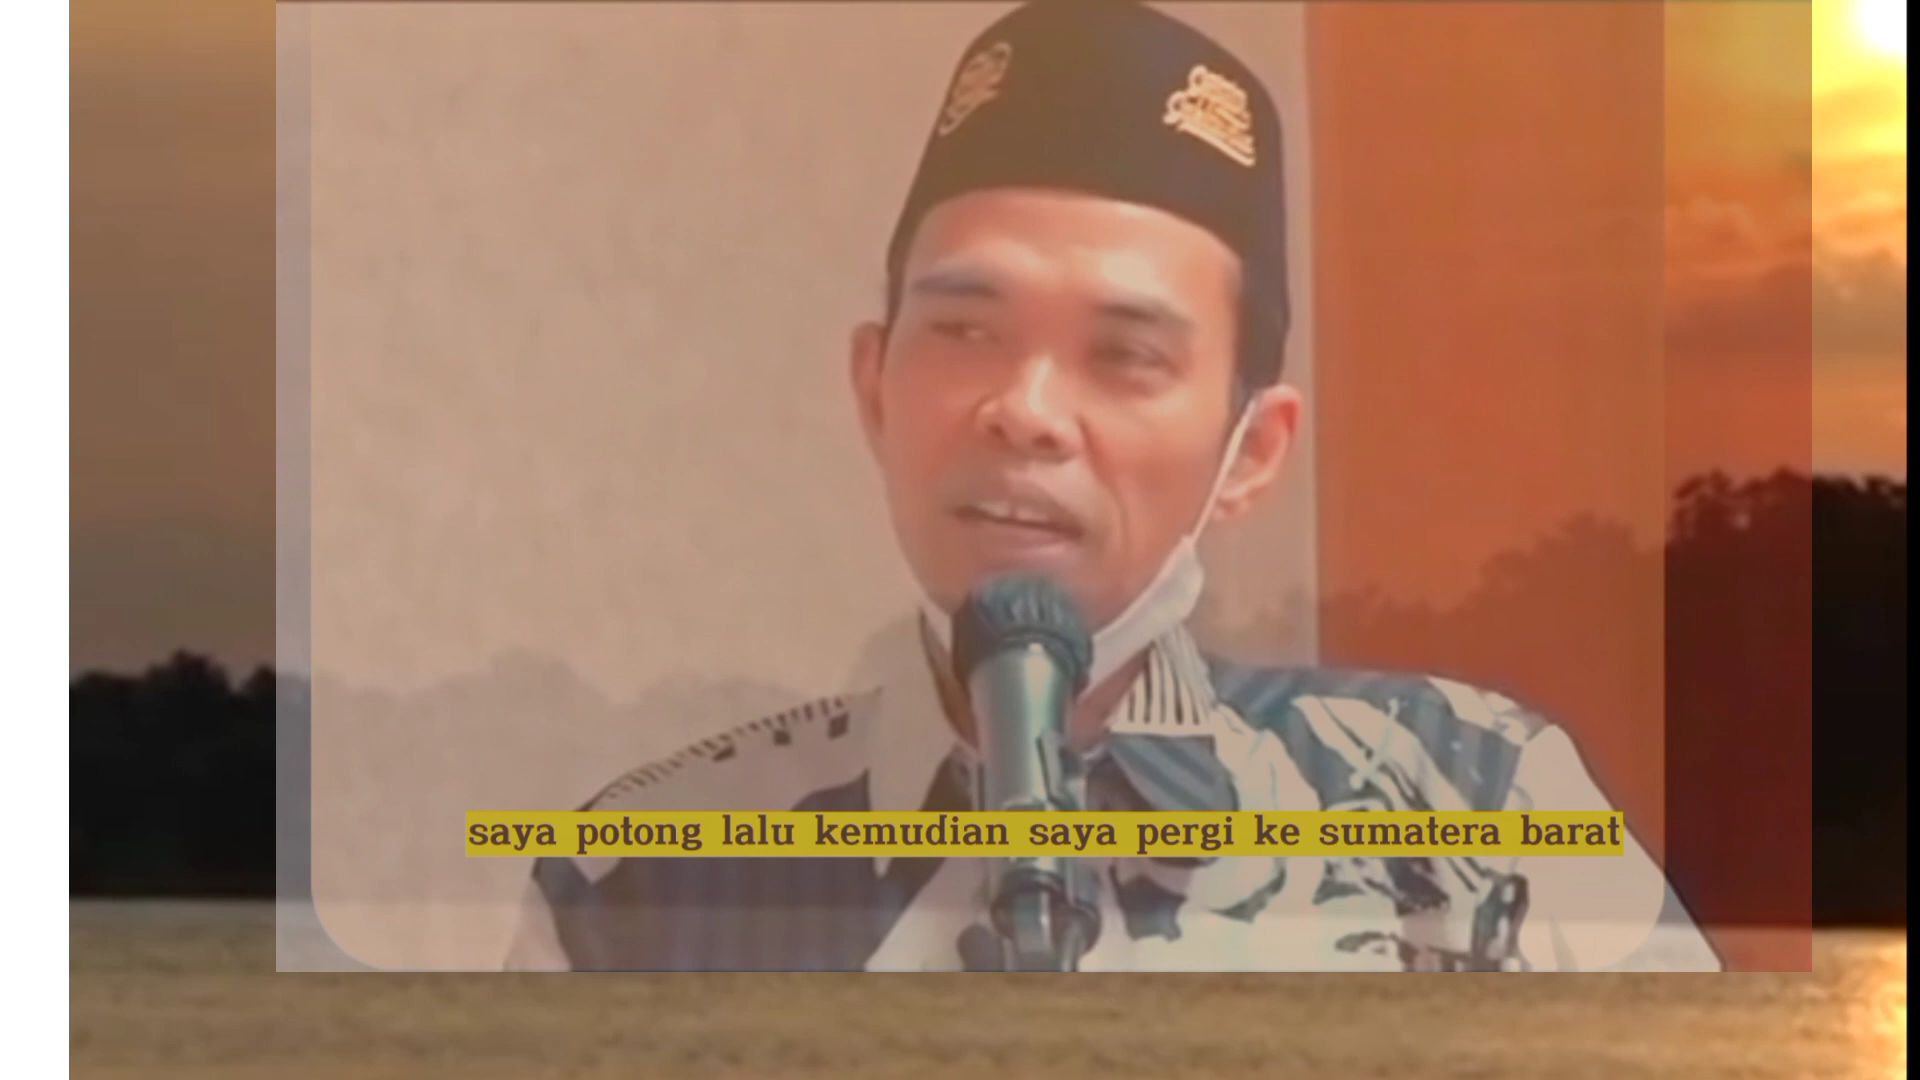 saya potong lalu kemudian saya pergi ke sumatera barat